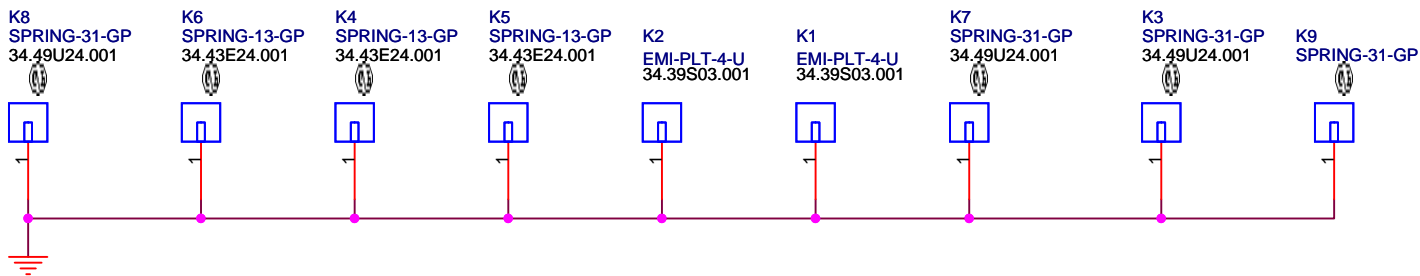 K8
SPRING-31-GP
34.49U24.001
K6
SPRING-13-GP
34.43E24.001
K4
SPRING-13-GP
34.43E24.001
K5
SPRING-13-GP
34.43E24.001
K2
EMI-PLT-4-U
34.39S03.001
K1
EMI-PLT-4-U
34.39S03.001
K7
SPRING-31-GP
34.49U24.001
K3
SPRING-31-GP
34.49U24.001
K9
SPRING-31-GP
1
1
1
1
1
1
1
1
1